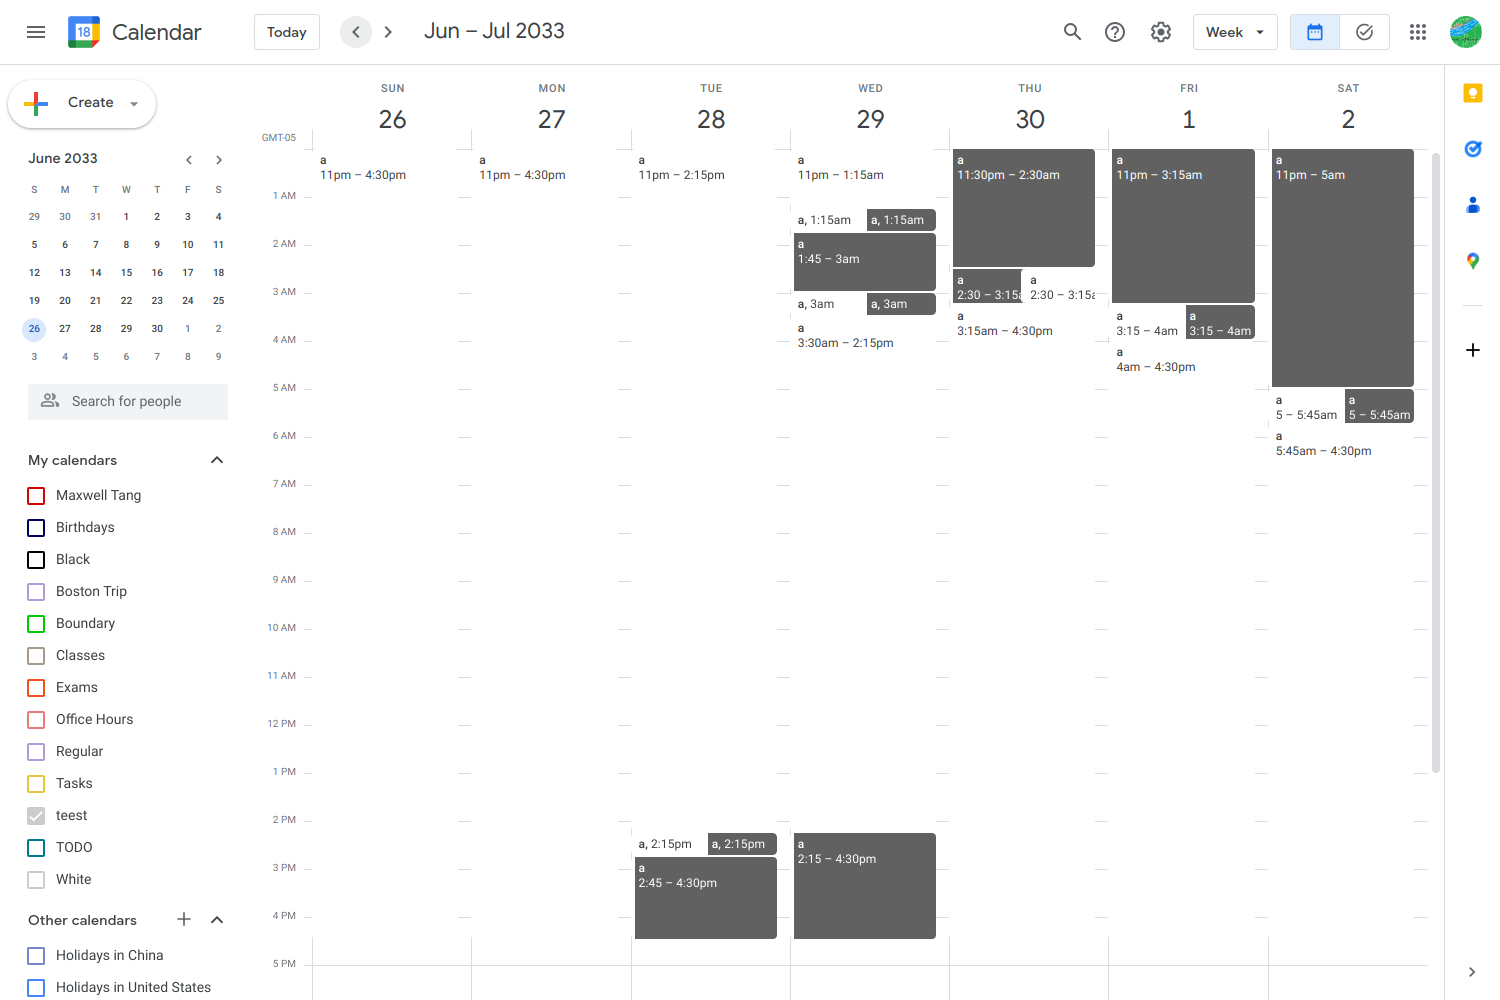 18 Calendar
Today
Jun – Jul 2033
Week
Create
June 2033
S M T W T F S
29 30 31 1 2 3 4
5 6 7 8 9 10 11
12 13 14 15 16 17 18
19 20 21 22 23 24 25
26 27 28 29 30 1 2
3 4 5 6 7 8 9
Search for people
My calendars
Maxwell Tang
Birthdays
Black
Boston Trip
Boundary
Classes
Exams
Office Hours
Regular
Tasks
teest
TODO
White
Other calendars
Holidays in China
Holidays in United States
SUN MON TUE WED THU FRI SAT
26 27 28 29 30 1 2
GMT-05
1 AM
2 AM
3 AM
4 AM
5 AM
6 AM
7 AM
8 AM
9 AM
10 AM
11 AM
12 PM
1 PM
2 PM
3 PM
4 PM
5 PM
a
11pm – 4:30pm
a
11pm – 4:30pm
a
11pm – 2:15pm
a, 2:15pm
a, 2:15pm
a
2:45 – 4:30pm
a
11pm – 1:15am
a, 1:15am
a, 1:15am
a
1:45 – 3am
a, 3am
a, 3am
a
3:30am – 2:15pm
a
2:15 – 4:30pm
a
11:30pm – 2:30am
a
2:30 – 3:15a
a
2:30 – 3:15a
a
3:15am – 4:30pm
a
11pm – 3:15am
a
3:15 – 4am
a
3:15 – 4am
a
4am – 4:30pm
a
11pm – 5am
a
5 – 5:45am
a
5 – 5:45am
a
5:45am – 4:30pm